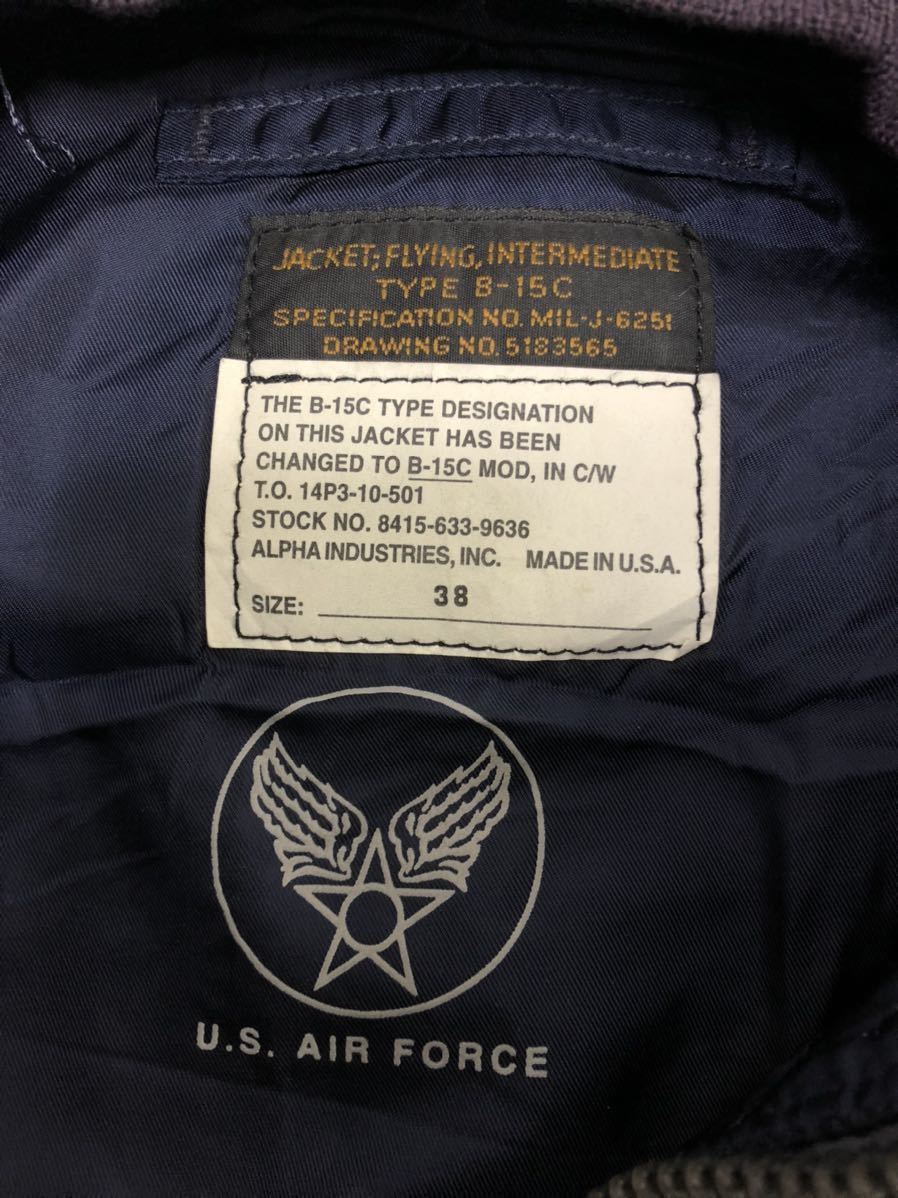 JACKET; FLYING, INTERMEDIATE
TYPE B-15C
SPECIFICATION NO. MIL-J-6251
DRAWING NO. 5183565
THE B-15C TYPE DESIGNATION
ON THIS JACKET HAS BEEN
CHANGED TO B-15C MOD, IN C/W
T.O. 14P3-10-501
STOCK NO. 8415-633-9636
ALPHA INDUSTRIES, INC. MADE IN U.S.A.
SIZE: 38
U.S. AIR FORCE